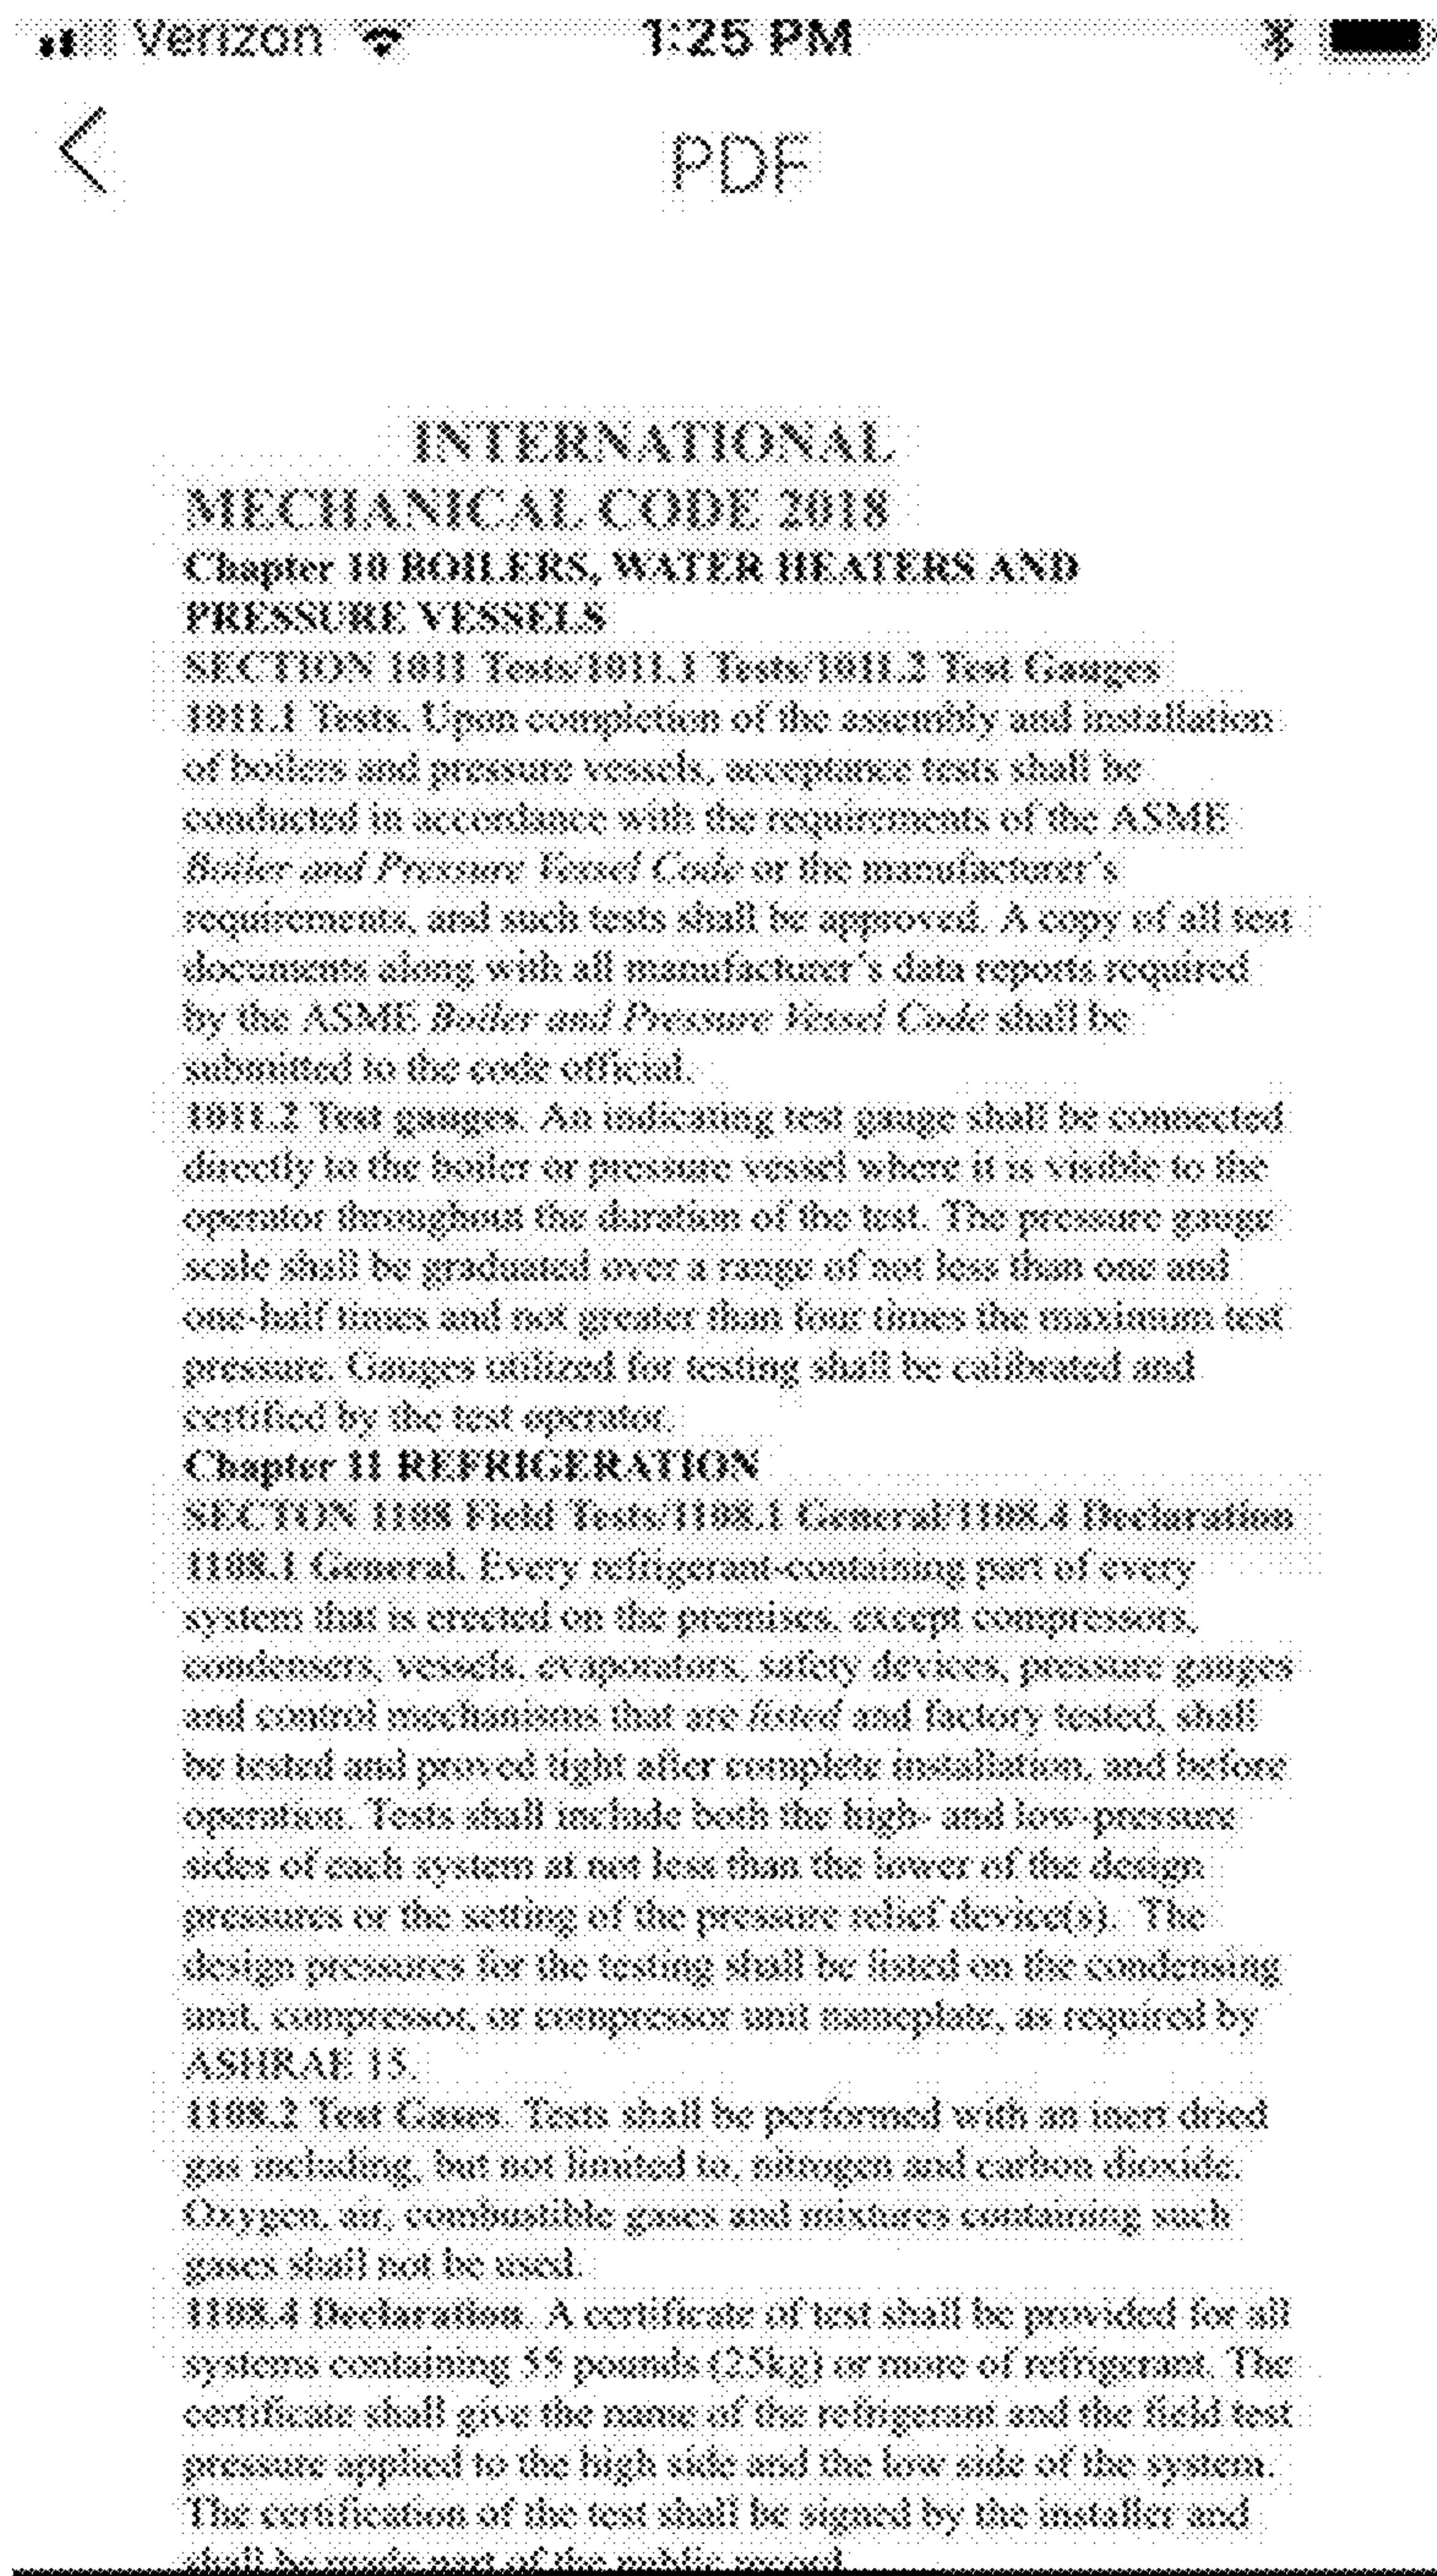 Verizon 1:25 PM
PDF
INTERNATIONAL
MECHANICAL CODE 2018
Chapter 10 BOILERS, WATER HEATERS AND
PRESSURE VESSELS
SECTION 1011 Tests/1011.1 Tests/1011.2 Test Gauges
1011.1 Tests. Upon completion of the assembly and installation
of boilers and pressure vessels, acceptance tests shall be
conducted in accordance with the requirements of the ASME
Boiler and Pressure Vessel Code or the manufacturer's
requirements, and such tests shall be approved. A copy of all test
documents along with all manufacturer's data reports required
by the ASME Boiler and Pressure Vessel Code shall be
submitted to the code official.
1011.2 Test gauges. An indicating test gauge shall be connected
directly to the boiler or pressure vessel where it is visible to the
operator throughout the duration of the test. The pressure gauge
scale shall be graduated over a range of not less than one and
one-half times and not greater than four times the maximum test
pressure. Gauges utilized for testing shall be calibrated and
certified by the test operator.
Chapter 11 REFRIGERATION
SECTION 1108 Field Tests/1108.1 General/1108.4 Declaration
1108.1 General. Every refrigerant-containing part of every
system that is erected on the premises, except compressors,
condensers, vessels, evaporators, safety devices, pressure gauges
and control mechanisms that are listed and factory tested, shall
be tested and proved tight after complete installation, and before
operation. Tests shall include both the high- and low-pressure
sides of each system at not less than the lower of the design
pressures or the setting of the pressure relief device(s). The
design pressures for the testing shall be listed on the condensing
unit, compressor, or compressor unit nameplate, as required by
ASHRAE 15.
1108.2 Test Gases. Tests shall be performed with an inert dried
gas including, but not limited to, nitrogen and carbon dioxide.
Oxygen, air, combustible gases and mixtures containing such
gases shall not be used.
1108.4 Declaration. A certificate of test shall be provided for all
systems containing 55 pounds (25kg) or more of refrigerant. The
certificate shall give the name of the refrigerant and the field test
pressure applied to the high side and the low side of the system.
The certification of the test shall be signed by the installer and
shall be made part of the public record.